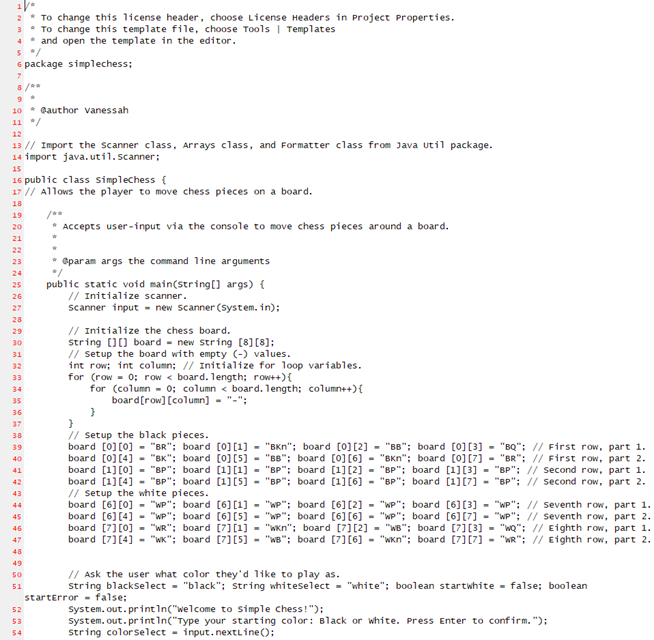 1 /*
2  * To change this license header, choose License Headers in Project Properties.
3  * To change this template file, choose Tools | Templates
4  * and open the template in the editor.
5  */
6 package simplechess;
7
8 /**
9  *
10  * @author Vanessah
11  */
12
13 // Import the Scanner class, Arrays class, and Formatter class from Java Util package.
14 import java.util.Scanner;
15
16 public class SimpleChess {
17 // Allows the player to move chess pieces on a board.
18
19     /**
20      * Accepts user-input via the console to move chess pieces around a board.
21      *
22      *
23      * @param args the command line arguments
24      */
25     public static void main(String[] args) {
26         // Initialize scanner.
27         Scanner input = new Scanner(System.in);
28
29         // Initialize the chess board.
30         String [][] board = new String [8][8];
31         // Setup the board with empty (-) values.
32         int row; int column; // Initialize for loop variables.
33         for (row = 0; row < board.length; row++){
34             for (column = 0; column < board.length; column++){
35                 board[row][column] = "-";
36             }
37         }
38         // Setup the black pieces.
39         board [0][0] = "BR"; board [0][1] = "BKn"; board [0][2] = "BB"; board [0][3] = "BQ"; // First row, part 1.
40         board [0][4] = "BK"; board [0][5] = "BB"; board [0][6] = "BKn"; board [0][7] = "BR"; // First row, part 2.
41         board [1][0] = "BP"; board [1][1] = "BP"; board [1][2] = "BP"; board [1][3] = "BP"; // Second row, part 1.
42         board [1][4] = "BP"; board [1][5] = "BP"; board [1][6] = "BP"; board [1][7] = "BP"; // Second row, part 2.
43         // Setup the white pieces.
44         board [6][0] = "WP"; board [6][1] = "WP"; board [6][2] = "WP"; board [6][3] = "WP"; // Seventh row, part 1.
45         board [6][4] = "WP"; board [6][5] = "WP"; board [6][6] = "WP"; board [6][7] = "WP"; // Seventh row, part 2.
46         board [7][0] = "WR"; board [7][1] = "WKn"; board [7][2] = "WB"; board [7][3] = "WQ"; // Eighth row, part 1.
47         board [7][4] = "WK"; board [7][5] = "WB"; board [7][6] = "WKn"; board [7][7] = "WR"; // Eighth row, part 2.
48
49
50         // Ask the user what color they'd like to play as.
51         String blackSelect = "black"; String whiteSelect = "white"; boolean startWhite = false; boolean
startError = false;
52         System.out.println("Welcome to Simple Chess!");
53         System.out.println("Type your starting color: Black or White. Press Enter to confirm.");
54         String colorSelect = input.nextLine();